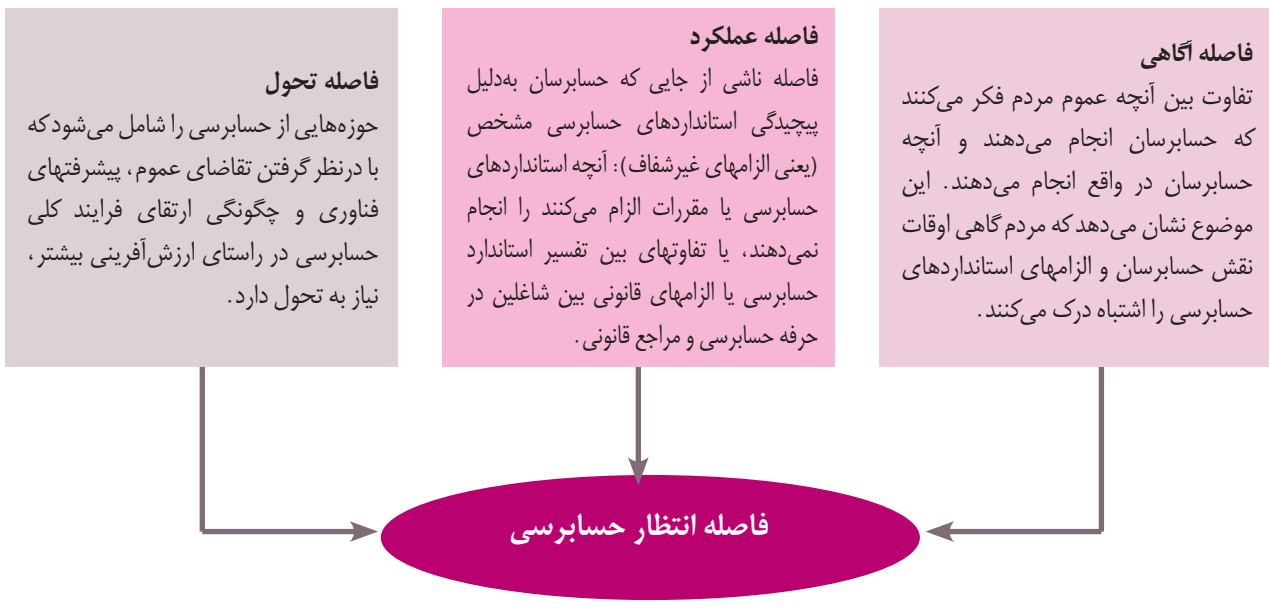 فاصله آگاهی
تفاوت بین آنچه عموم مردم فکر می‌کنند
که حسابرسان انجام می‌دهند و آنچه
حسابرسان در واقع انجام می‌دهند. این
موضوع نشان می‌دهد که مردم گاهی اوقات
نقش حسابرسان و الزامهای استانداردهای
حسابرسی را اشتباه درک می‌کنند.
فاصله عملکرد
فاصله ناشی از جایی که حسابرسان به‌دلیل
پیچیدگی استانداردهای حسابرسی مشخص
(یعنی الزامهای غیرشفاف): آنچه استانداردهای
حسابرسی یا مقررات الزام می‌کنند را انجام
نمی‌دهند، یا تفاوتهای بین تفسیر استاندارد
حسابرسی یا الزامهای قانونی بین شاغلین در
حرفه حسابرسی و مراجع قانونی.
فاصله تحول
حوزه‌هایی از حسابرسی را شامل می‌شود که
با درنظر گرفتن تقاضای عموم، پیشرفتهای
فناوری و چگونگی ارتقای فرایند کلی
حسابرسی در راستای ارزش‌آفرینی بیشتر،
نیاز به تحول دارد.
فاصله انتظار حسابرسی